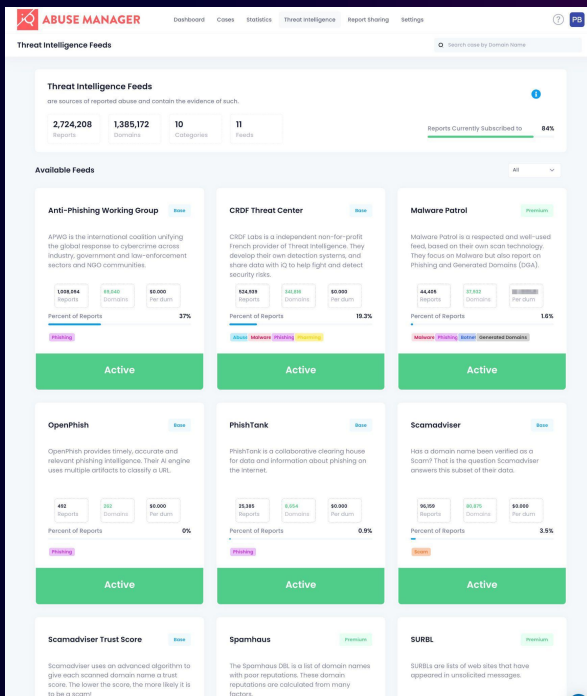 iQ ABUSE MANAGER
Dashboard Cases Statistics Threat Intelligence Report Sharing Settings
? PB
Threat Intelligence Feeds
Search case by Domain Name
Threat Intelligence Feeds
are sources of reported abuse and contain the evidence of such.
2,724,208 1,385,172 10 11
Reports Domains Categories Feeds
Reports Currently Subscribed to 84%
Available Feeds
All
Anti-Phishing Working Group Base
APWG is the international coalition unifying
the global response to cybercrime across
industry, government and law-enforcement
sectors and NGO communities.
$0.000
Reports Domains Per dum
Percent of Reports 37%
Phishing
Active
CRDF Threat Center Base
CRDF Labs is a independent non-for-profit
French provider of Threat Intelligence. They
develop their own detection systems, and
share data with iQ to help fight and detect
security risks.
524,939 $0.000
Reports Domains Per dum
Percent of Reports 19.3%
Abuse Malware Phishing
Active
Malware Patrol Premium
Malware Patrol is a respected and well-used
feed, based on their own scan technology.
They focus on Malware but also report on
Phishing and Generated Domains (DGA).
44,405
Reports Domains Per dum
Percent of Reports 1.6%
Malware Phishing Botnet Generated Domains
Active
OpenPhish Base
OpenPhish provides timely, accurate and
relevant phishing intelligence. Their AI engine
uses multiple artifacts to classify a URL.
492 262 $0.000
Reports Domains Per dum
Percent of Reports 0%
Phishing
Active
PhishTank Base
PhishTank is a collaborative clearing house
for data and information about phishing on
the Internet.
25,385 $0.000
Reports Domains Per dum
Percent of Reports 0.9%
Phishing
Active
Scamadviser Base
Has a domain name been verified as a
Scam? That is the question Scamadviser
answers this subset of their data.
96,159 $0.000
Reports Domains Per dum
Percent of Reports 3.5%
Scam
Active
Scamadviser Trust Score Base
Scamadviser uses an advanced algorithm to
give each scanned domain name a trust
score. The lower the score, the more likely it is
to be a scam!
Spamhaus Premium
The Spamhaus DBL is a list of domain names
with poor reputations. These domain
reputations are calculated from many
factors.
SURBL Premium
SURBLs are lists of web sites that have
appeared in unsolicited messages.